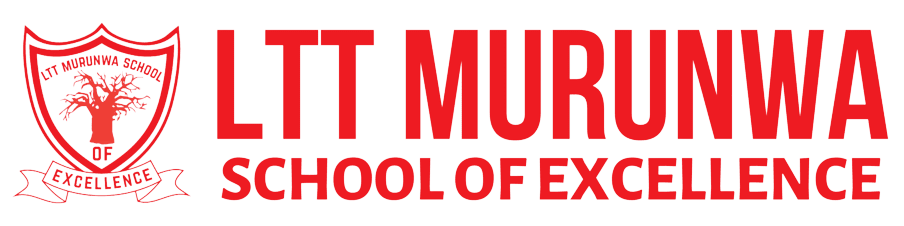 LTT MURUNWA SCHOOL
OF
EXCELLENCE
LTT MURUNWA
SCHOOL OF EXCELLENCE